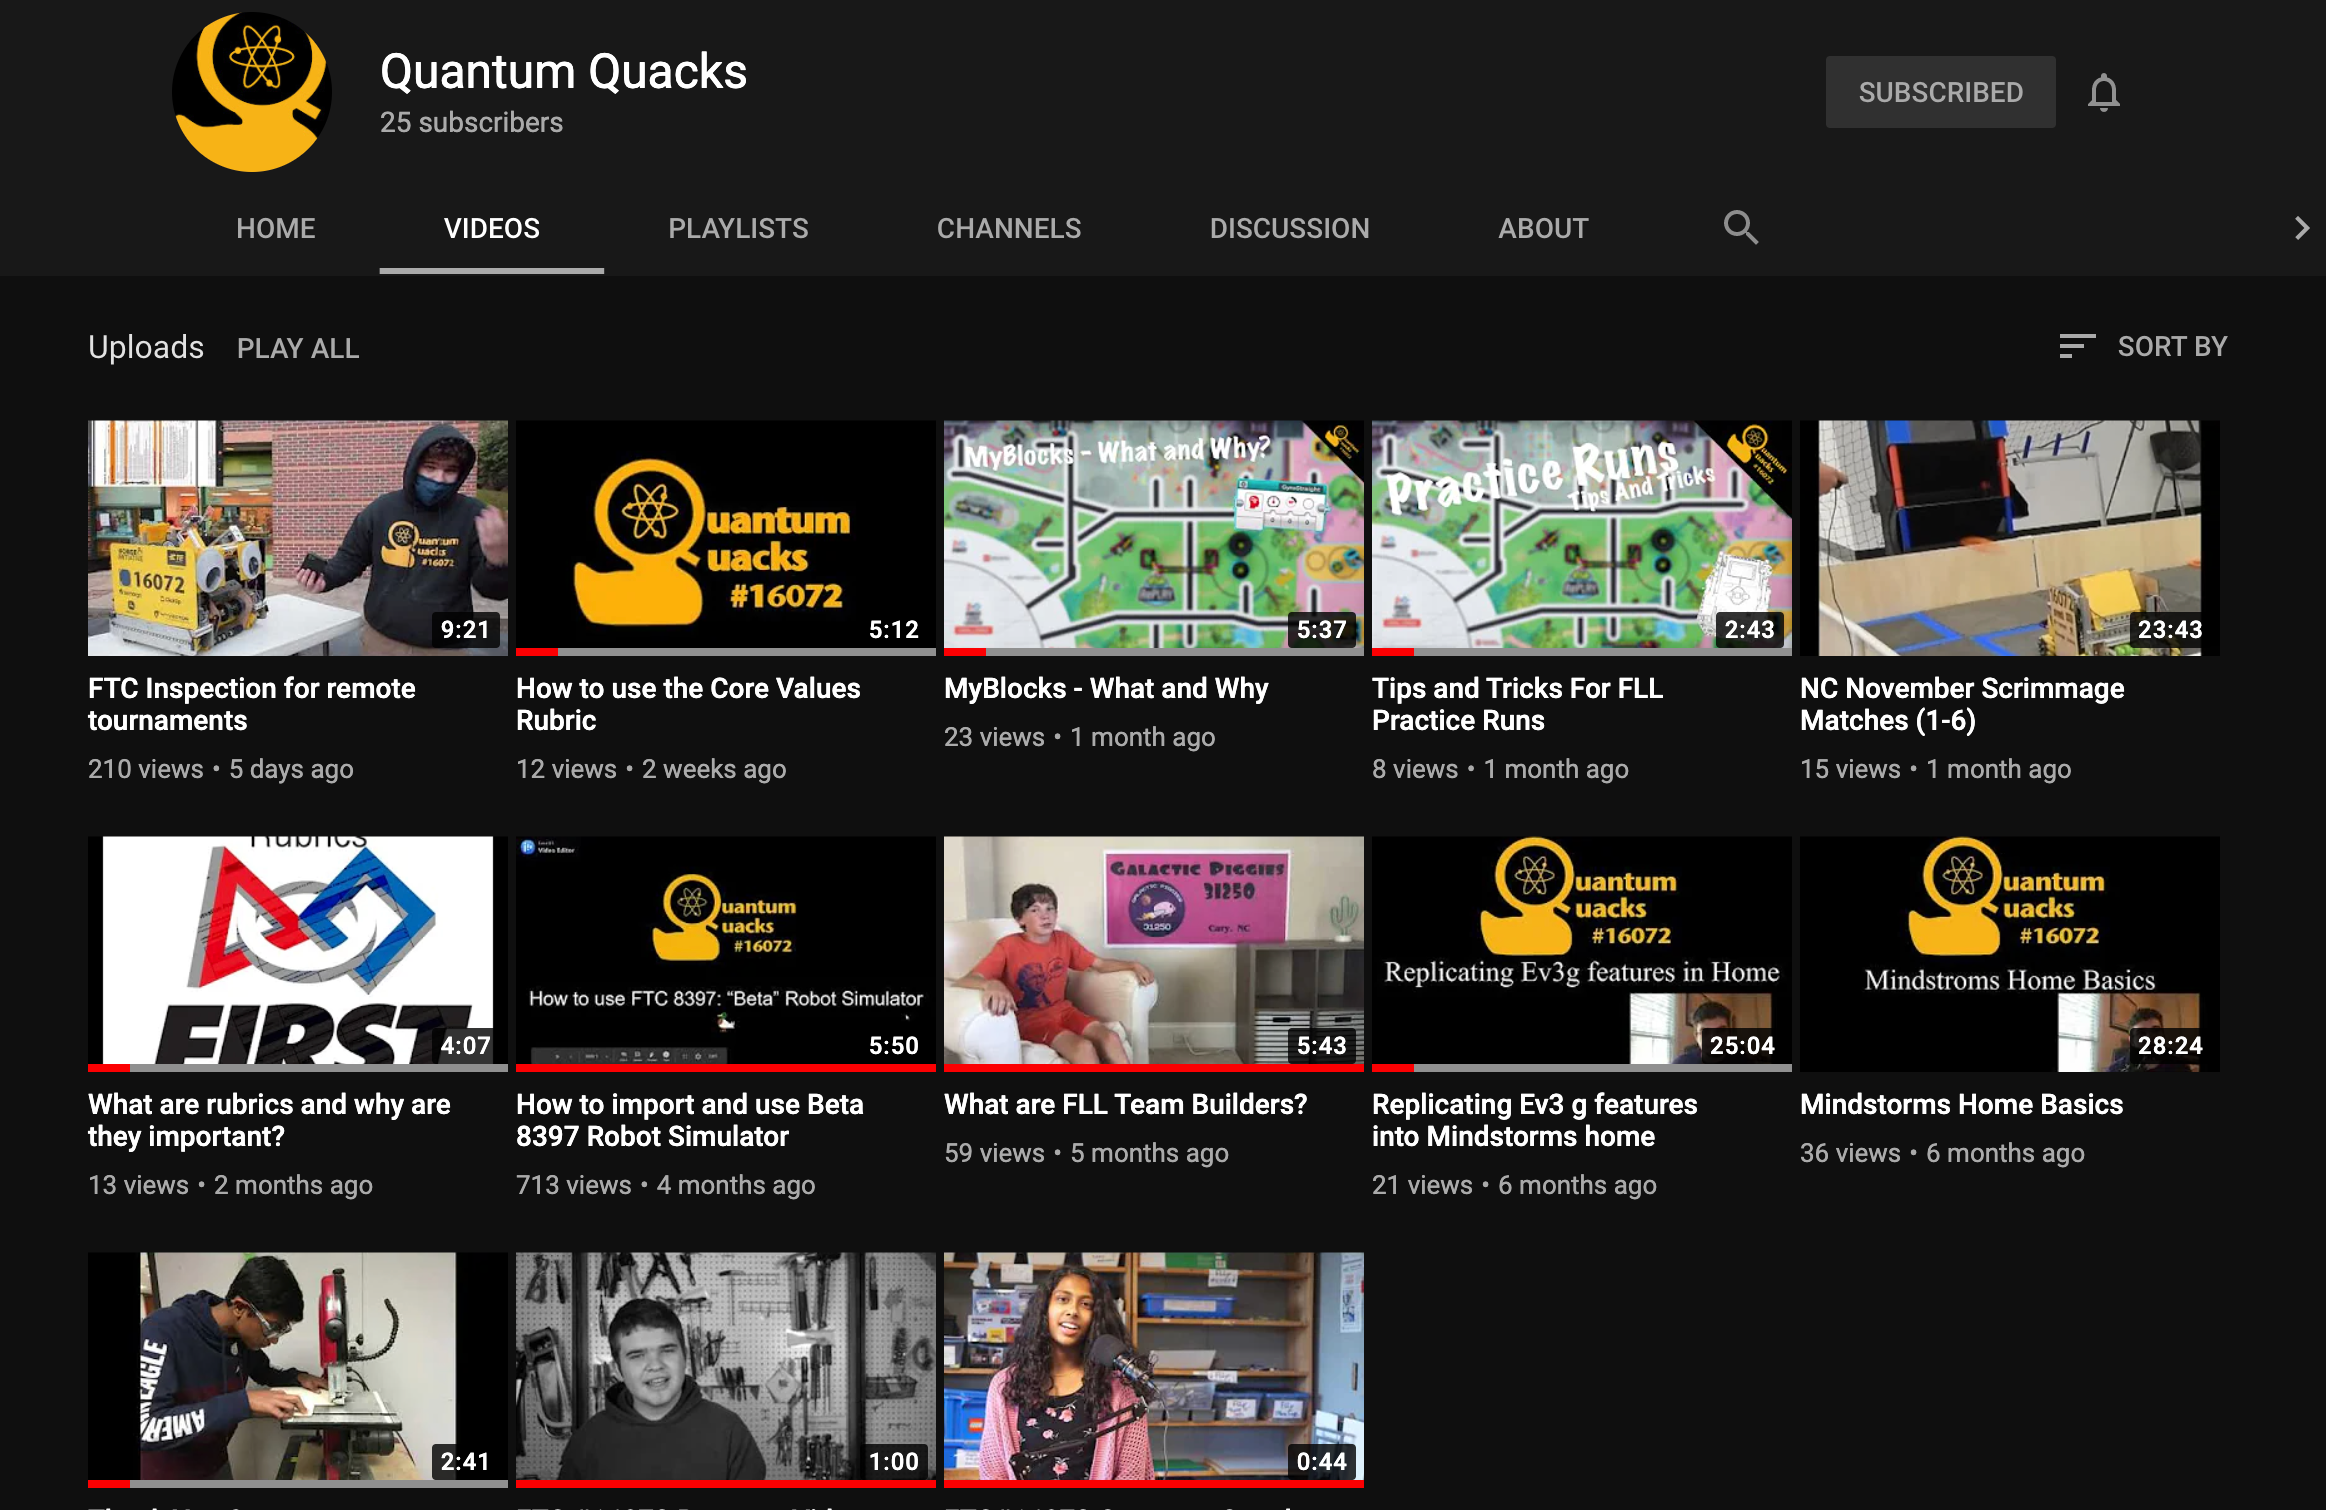 Quantum Quacks
25 subscribers
SUBSCRIBED
HOME
VIDEOS
PLAYLISTS
CHANNELS
DISCUSSION
ABOUT
Uploads
PLAY ALL
SORT BY
16072
uantum
uacks
#16072
9:21
uantum
uacks
#16072
5:12
MyBlocks - What and Why?
5:37
Practice Runs
Tips And Tricks
uantum
uacks
#16072
2:43
16072
23:43
FTC Inspection for remote
tournaments
210 views • 5 days ago
How to use the Core Values
Rubric
12 views • 2 weeks ago
MyBlocks - What and Why
23 views • 1 month ago
Tips and Tricks For FLL
Practice Runs
8 views • 1 month ago
NC November Scrimmage
Matches (1-6)
15 views • 1 month ago
Rubrics
FIRST
4:07
Video Editor
uantum
uacks
#16072
How to use FTC 8397: “Beta” Robot Simulator
5:50
GALACTIC PIGGIES
31250
31250
Cary, NC
5:43
uantum
uacks
#16072
Replicating Ev3g features in Home
25:04
uantum
uacks
#16072
Mindstroms Home Basics
28:24
What are rubrics and why are
they important?
13 views • 2 months ago
How to import and use Beta
8397 Robot Simulator
713 views • 4 months ago
What are FLL Team Builders?
59 views • 5 months ago
Replicating Ev3 g features
into Mindstorms home
21 views • 6 months ago
Mindstorms Home Basics
36 views • 6 months ago
2:41
1:00
0:44